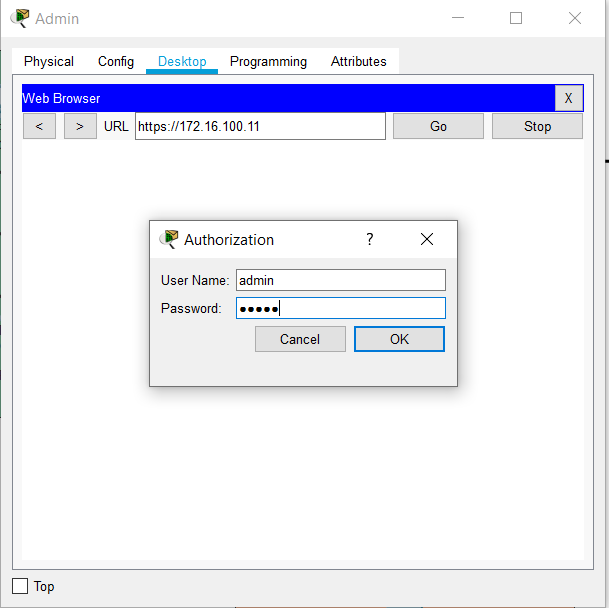 Admin
Physical Config Desktop Programming Attributes
Web Browser X
< > URL https://172.16.100.11 Go Stop
Authorization ?
User Name: admin
Password: ●●●●●
Cancel OK
Top